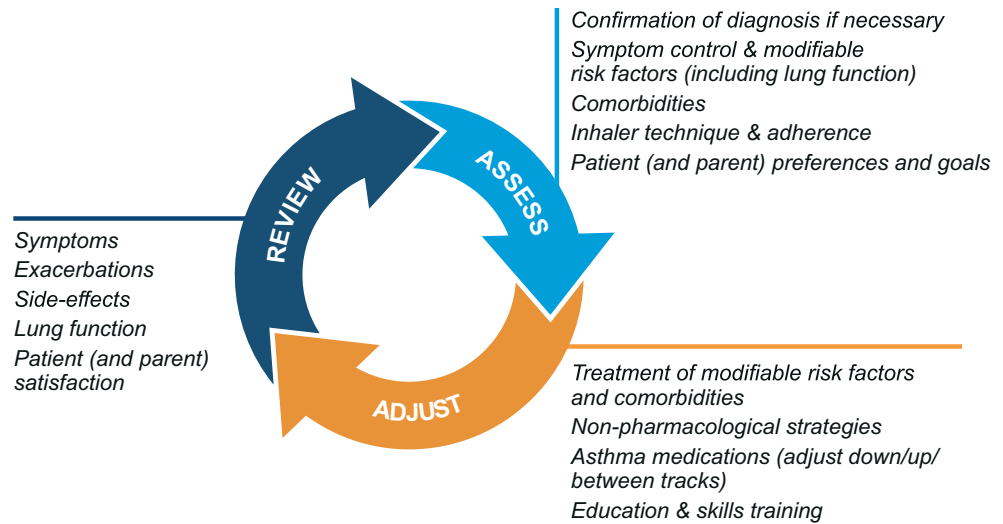 Confirmation of diagnosis if necessary
Symptom control & modifiable
risk factors (including lung function)
Comorbidities
Inhaler technique & adherence
Patient (and parent) preferences and goals
REVIEW
ASSESS
Symptoms
Exacerbations
Side-effects
Lung function
Patient (and parent)
satisfaction
ADJUST
Treatment of modifiable risk factors
and comorbidities
Non-pharmacological strategies
Asthma medications (adjust down/up/
between tracks)
Education & skills training